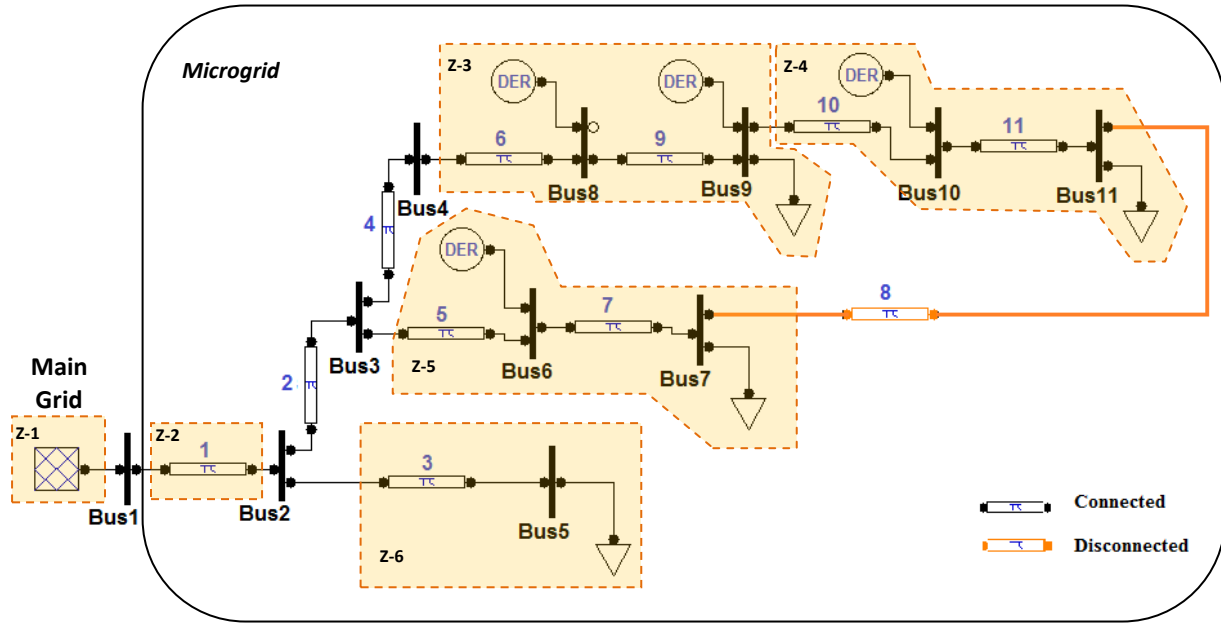 Microgrid
Z-3
DER
DER
Z-4
DER
10
6
9
11
Bus8
Bus9
Bus10
Bus11
Bus4
4
DER
5
7
8
Bus3
Z-5
Bus6
Bus7
2
Main
Grid
Z-1
Z-2
1
3
Bus1
Bus2
Bus5
Z-6
Connected
Disconnected